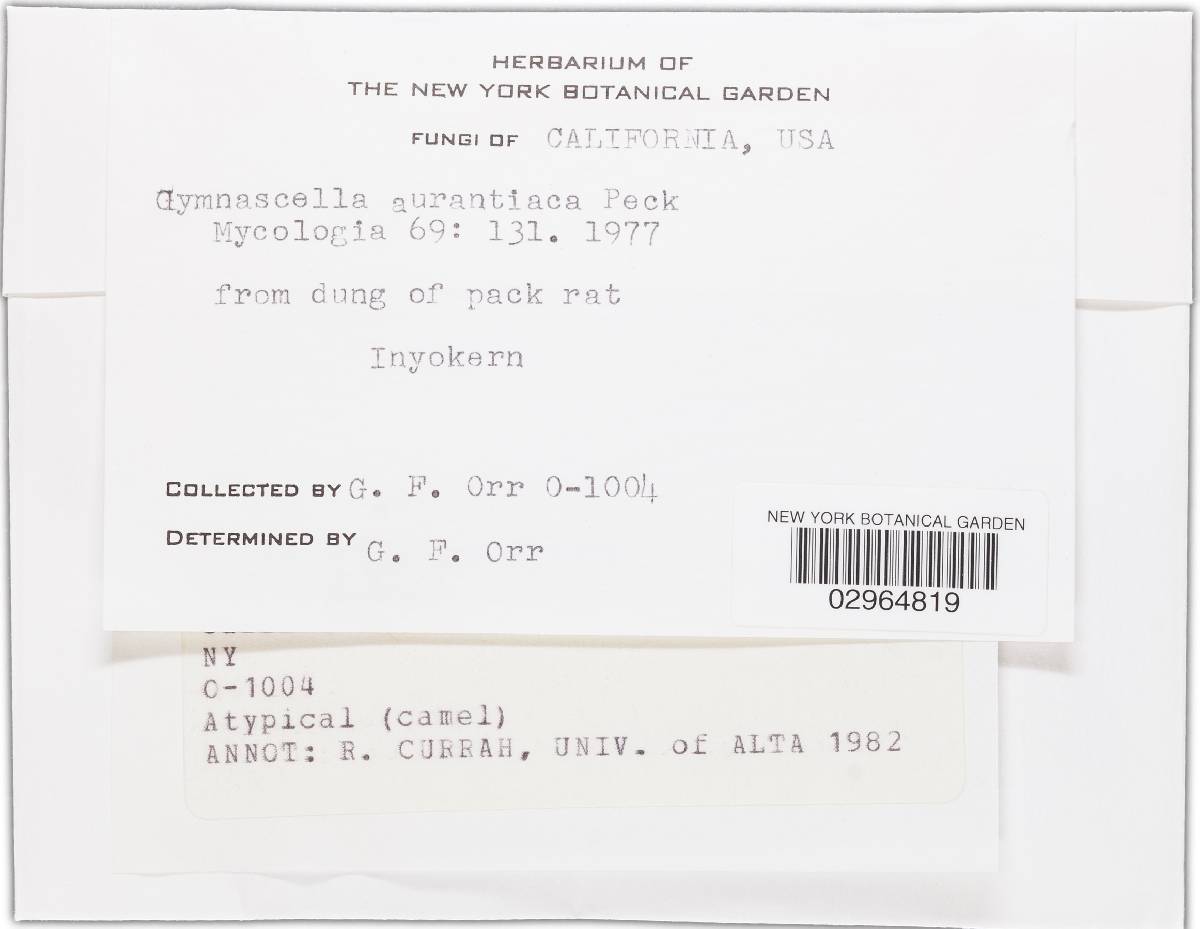 HERBARIUM OF
THE NEW YORK BOTANICAL GARDEN
FUNGI OF CALIFORNIA, USA
Gymnascella aurantiaca Peck
Mycologia 69: 131. 1977
from dung of pack rat
Inyokern
COLLECTED BY G. F. Orr O-1004
DETERMINED BY G. F. Orr
NEW YORK BOTANICAL GARDEN
02964819
NY
O-1004
Atypical (camel)
ANNOT: R. CURRAH, UNIV. of ALTA 1982